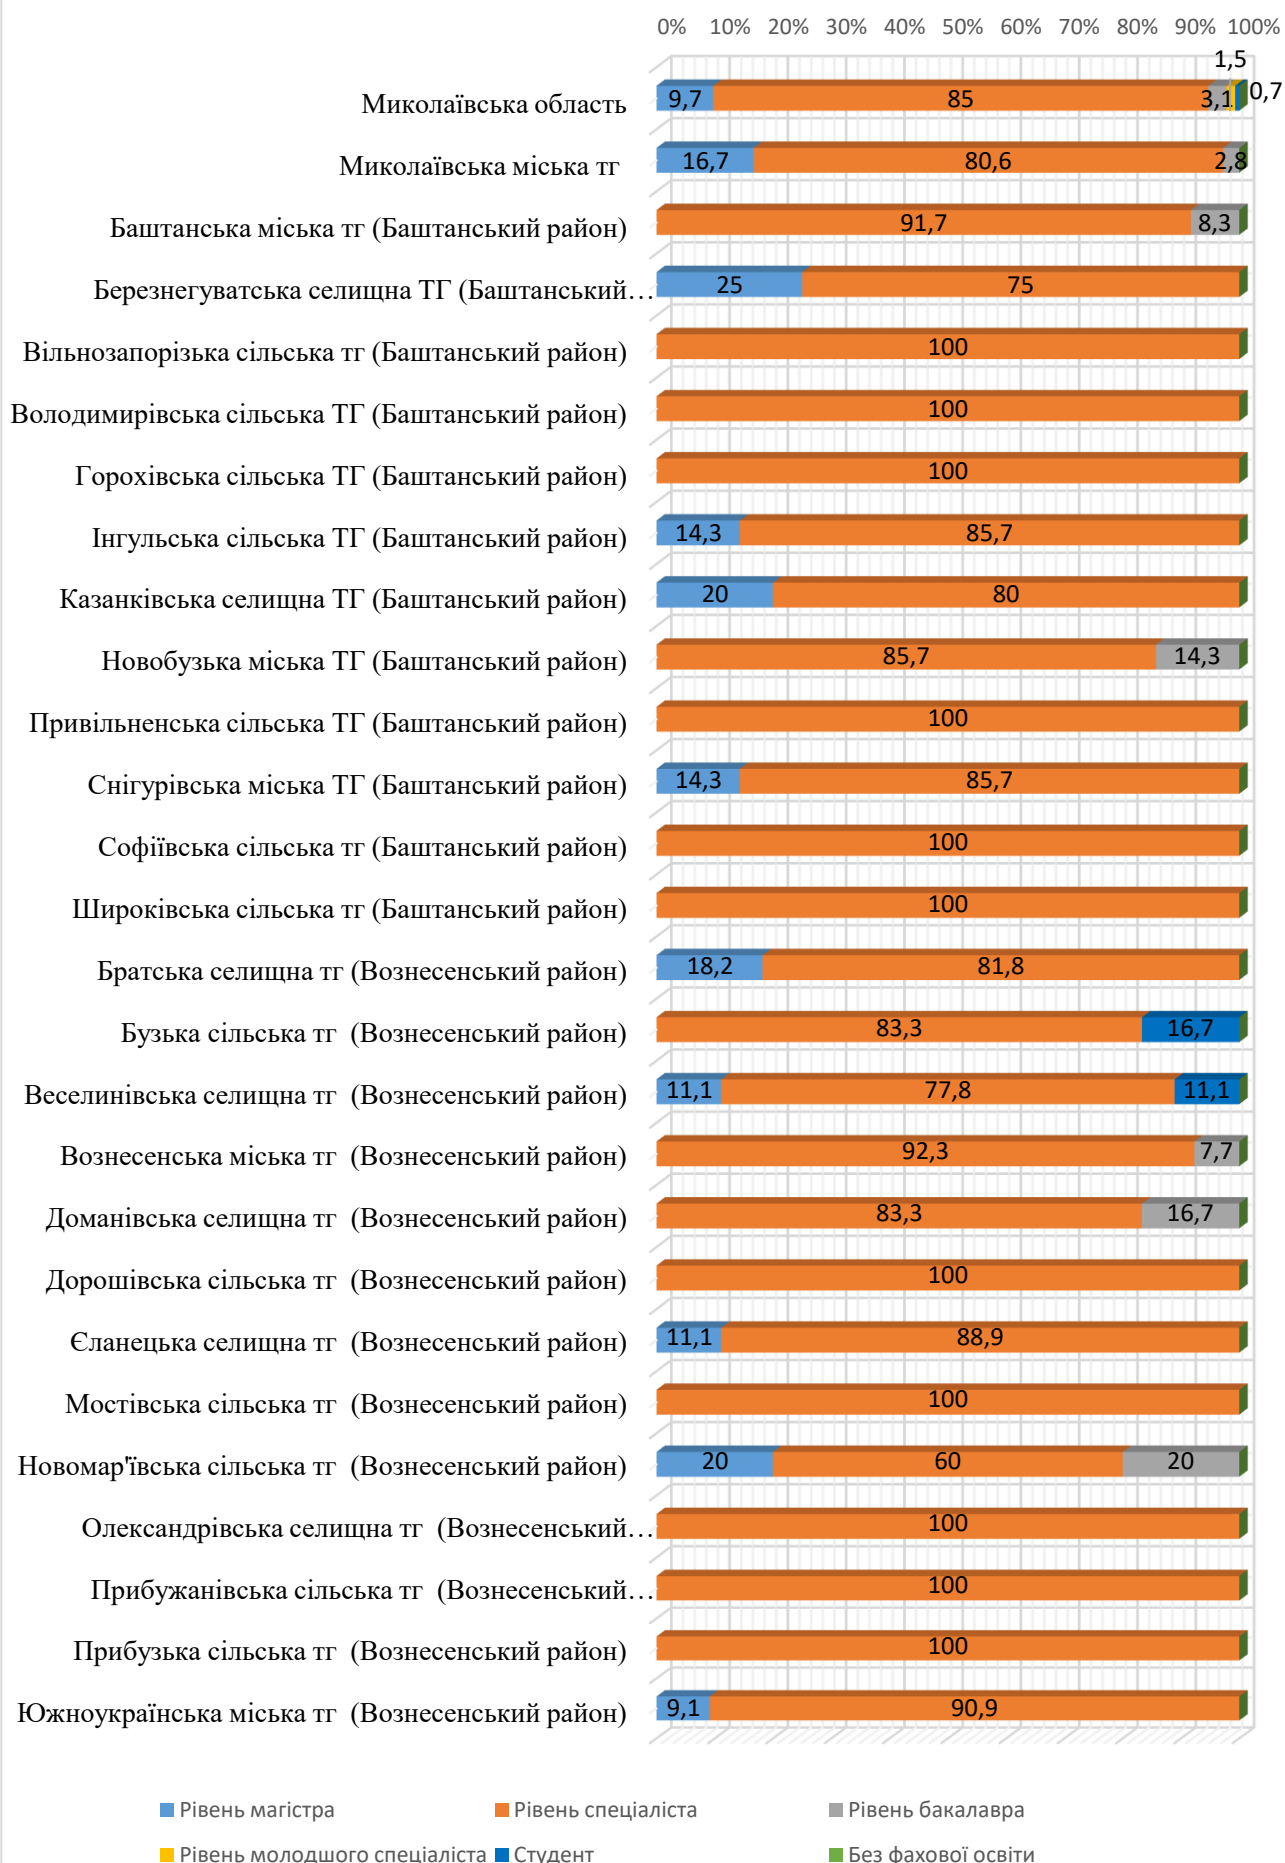 0% 10% 20% 30% 40% 50% 60% 70% 80% 90% 100%
1,5
Миколаївська область 9,7 85 3,1 0,7
Миколаївська міська тг 16,7 80,6 2,8
Баштанська міська тг (Баштанський район) 91,7 8,3
Березнегуватська селищна ТГ (Баштанський… 25 75
Вільнозапорізька сільська тг (Баштанський район) 100
Володимирівська сільська ТГ (Баштанський район) 100
Горохівська сільська ТГ (Баштанський район) 100
Інгульська сільська ТГ (Баштанський район) 14,3 85,7
Казанківська селищна ТГ (Баштанський район) 20 80
Новобузька міська ТГ (Баштанський район) 85,7 14,3
Привільненська сільська ТГ (Баштанський район) 100
Снігурівська міська ТГ (Баштанський район) 14,3 85,7
Софіївська сільська тг (Баштанський район) 100
Широківська сільська тг (Баштанський район) 100
Братська селищна тг (Вознесенський район) 18,2 81,8
Бузька сільська тг (Вознесенський район) 83,3 16,7
Веселинівська селищна тг (Вознесенський район) 11,1 77,8 11,1
Вознесенська міська тг (Вознесенський район) 92,3 7,7
Доманівська селищна тг (Вознесенський район) 83,3 16,7
Дорошівська сільська тг (Вознесенський район) 100
Єланецька селищна тг (Вознесенський район) 11,1 88,9
Мостівська сільська тг (Вознесенський район) 100
Новомар'ївська сільська тг (Вознесенський район) 20 60 20
Олександрівська селищна тг (Вознесенський… 100
Прибужанівська сільська тг (Вознесенський… 100
Прибузька сільська тг (Вознесенський район) 100
Южноукраїнська міська тг (Вознесенський район) 9,1 90,9
Рівень магістра Рівень спеціаліста Рівень бакалавра
Рівень молодшого спеціаліста Студент Без фахової освіти